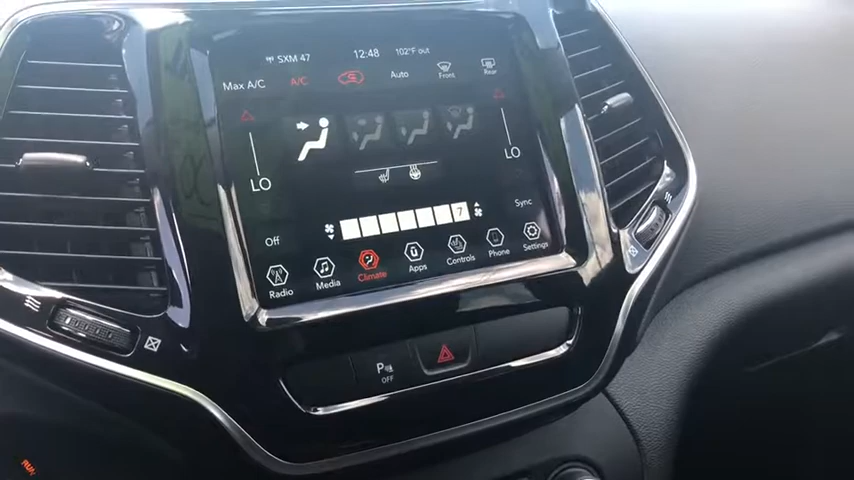 SXM 47 12:48 102°F out
Max A/C A/C Auto Front Rear
LO LO
Sync
7
Off
Radio Media Climate Apps Controls Phone Settings
P OFF
RUN